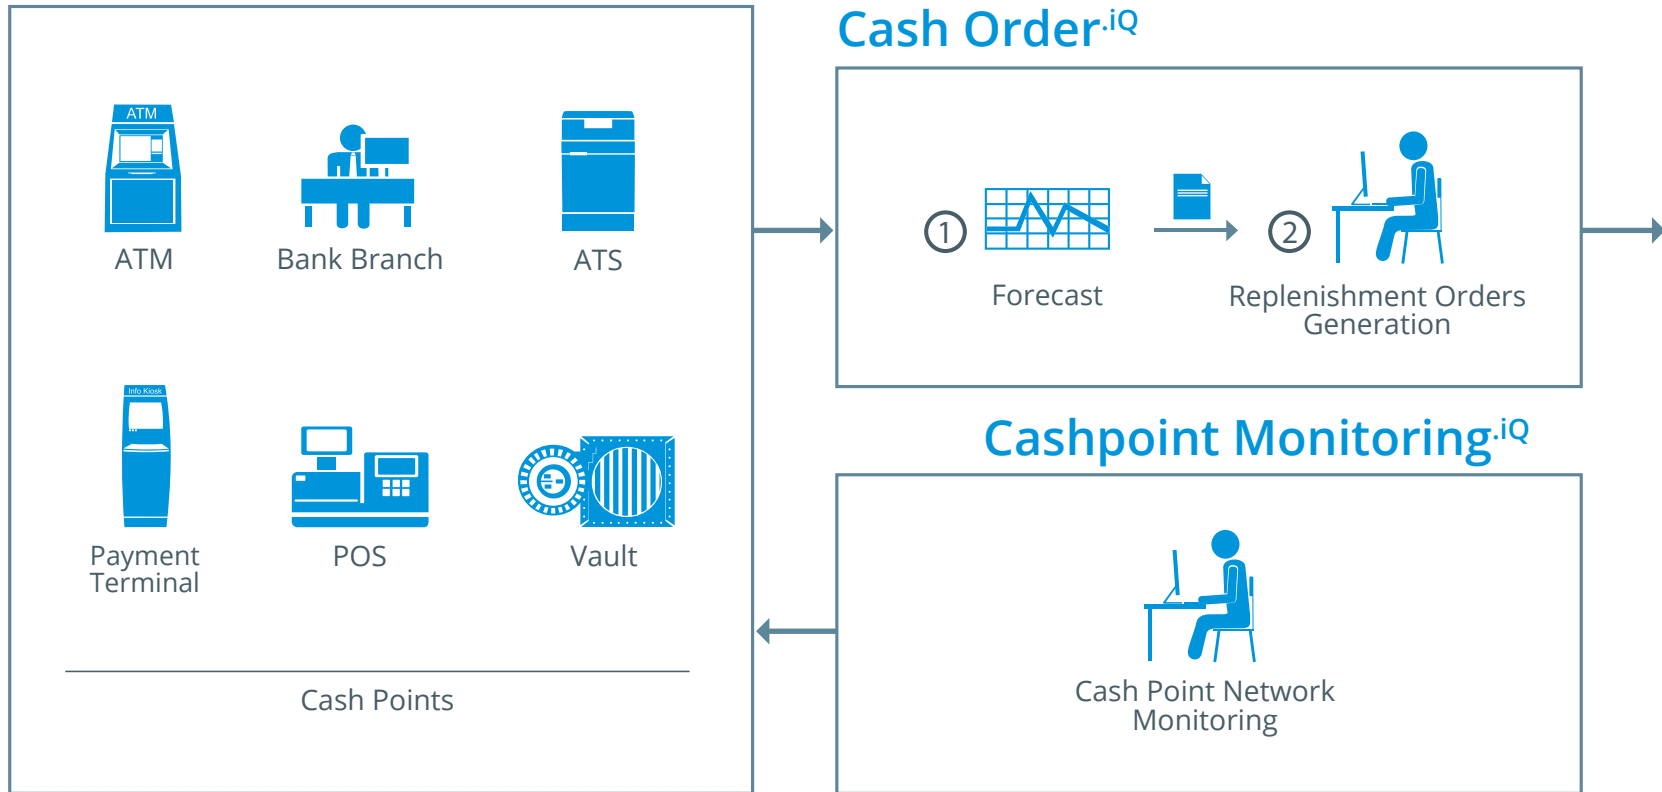 Cash Order.iQ
ATM
ATM
Bank Branch
ATS
1
Forecast
2
Replenishment Orders
Generation
Info Kiosk
Payment
Terminal
POS
Vault
Cash Points
Cashpoint Monitoring.iQ
Cash Point Network
Monitoring